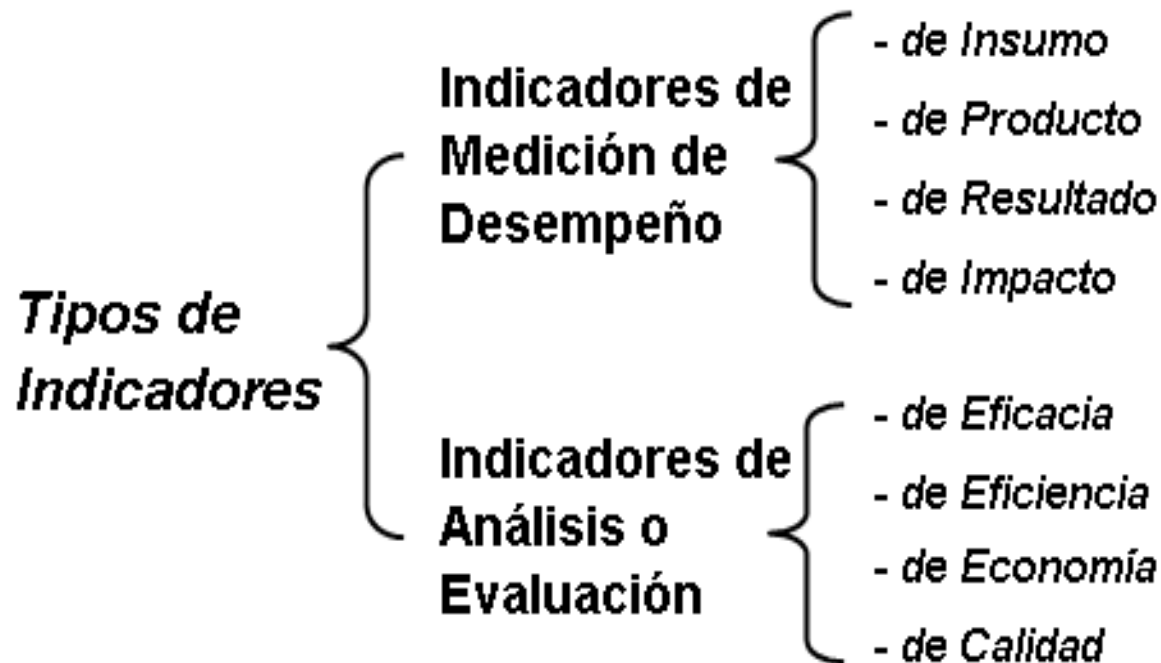 Tipos de
Indicadores
Indicadores de
Medición de
Desempeño
- de Insumo
- de Producto
- de Resultado
- de Impacto
Indicadores de
Análisis o
Evaluación
- de Eficacia
- de Eficiencia
- de Economía
- de Calidad